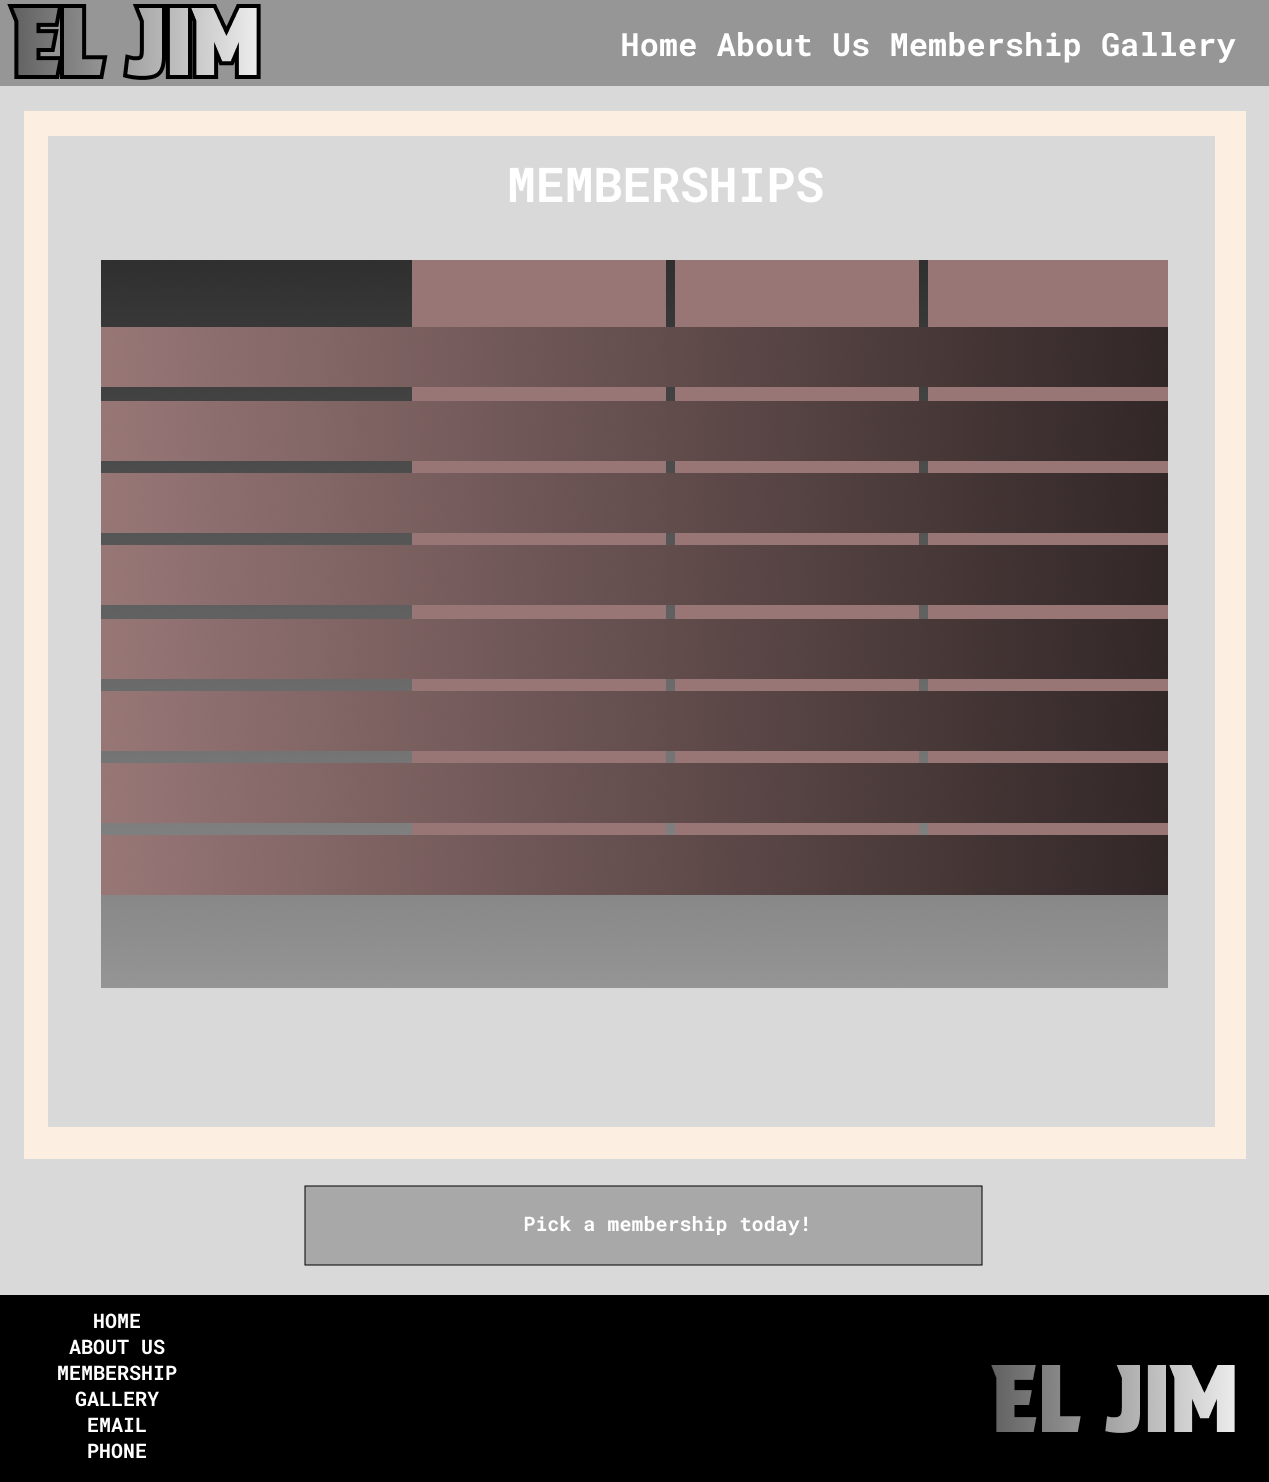 EL JIM
Home About Us Membership Gallery
MEMBERSHIPS
Pick a membership today!
HOME
ABOUT US
MEMBERSHIP
GALLERY
EMAIL
PHONE
EL JIM